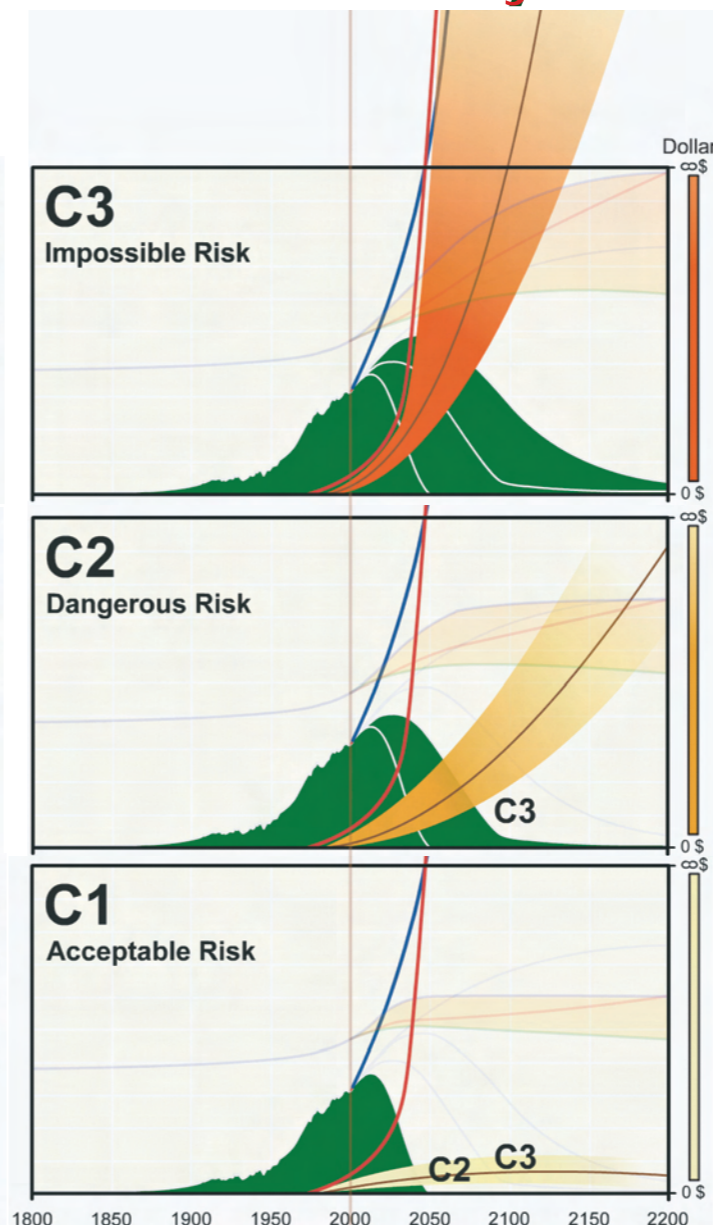 Dollar
∞$
C3
Impossible Risk
0 $
∞$
C2
Dangerous Risk
C3
0 $
∞$
C1
Acceptable Risk
C2 C3
0 $
1800 1850 1900 1950 2000 2050 2100 2150 2200